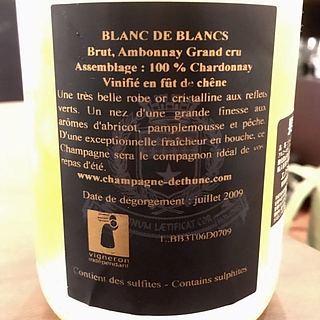 BLANC DE BLANCS
Brut, Ambonnay Grand cru
Assemblage : 100 % Chardonnay
Vinifié en fût de chêne
Une très belle robe or cristalline aux reflets
verts. Un nez d'une grande finesse aux
arômes d'abricot, pamplemousse et pêche.
D'une exceptionnelle fraîcheur en bouche, ce
Champagne sera le compagnon idéal de vos
repas d'été.
www.champagne-dethune.com
Date de dégorgement : juillet 2009
L.BB3T06D0709
vigneron
indépendant
Contient des sulfites - Contains sulphites